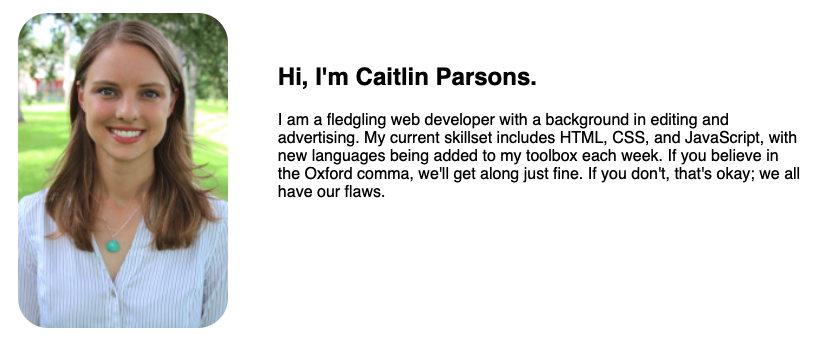 Hi, I'm Caitlin Parsons.
I am a fledgling web developer with a background in editing and
advertising. My current skillset includes HTML, CSS, and JavaScript, with
new languages being added to my toolbox each week. If you believe in
the Oxford comma, we'll get along just fine. If you don't, that's okay; we all
have our flaws.